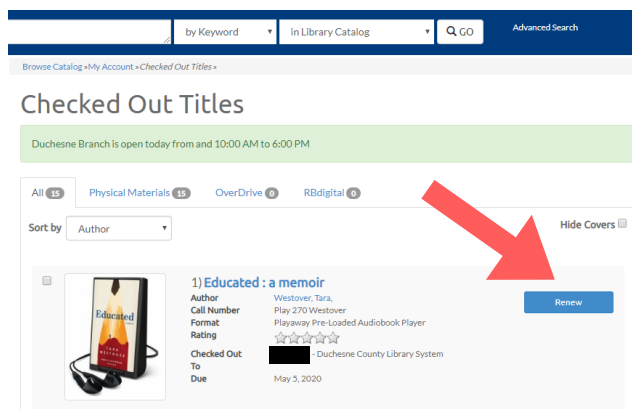 by Keyword in Library Catalog GO Advanced Search
Browse Catalog » My Account » Checked Out Titles »
Checked Out Titles
Duchesne Branch is open today from and 10:00 AM to 6:00 PM
All 15 Physical Materials 15 OverDrive 0 RBdigital 0
Sort by Author Hide Covers
1) Educated : a memoir
Author Westover, Tara,
Call Number Play 270 Westover
Format Playaway Pre-Loaded Audiobook Player
Rating
Checked Out To - Duchesne County Library System
Due May 5, 2020
Renew
Educated
TARA
WESTOVER